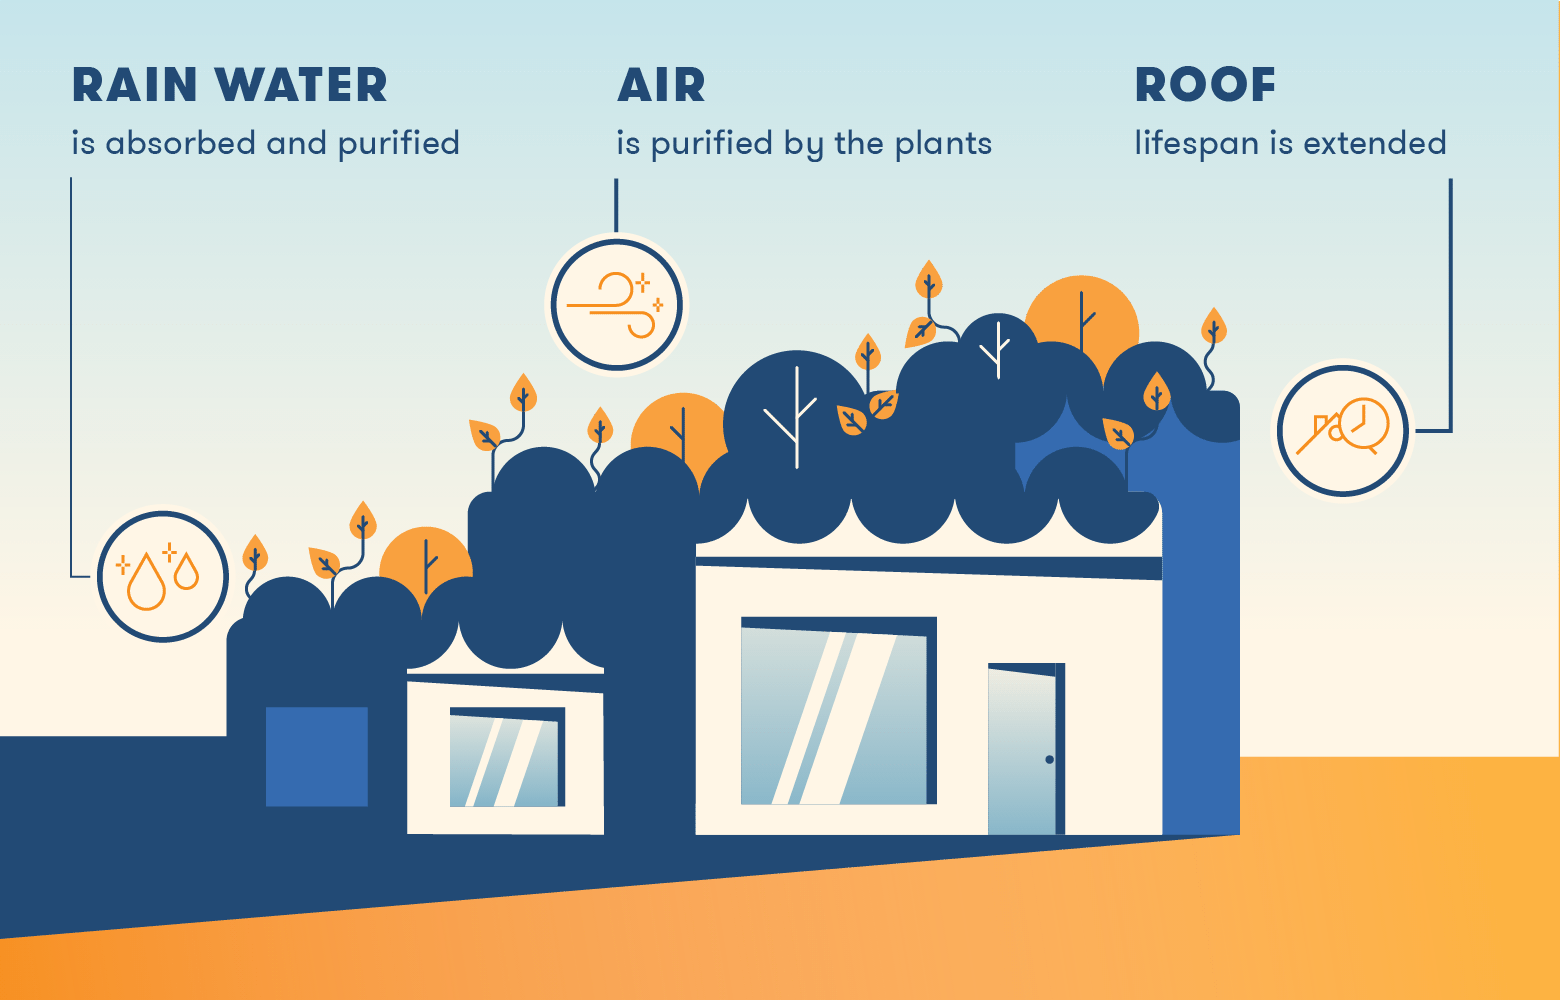 RAIN WATER
is absorbed and purified
AIR
is purified by the plants
ROOF
lifespan is extended